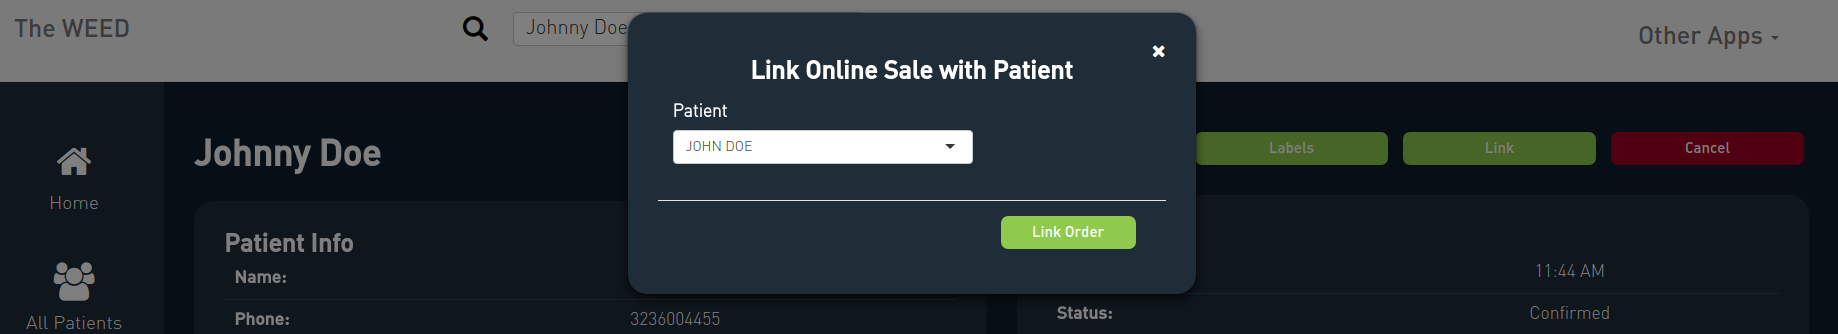 The WEED
Johnny Doe
Other Apps
Link Online Sale with Patient
Patient
JOHN DOE
Link Order
Home
All Patients
Johnny Doe
Labels
Link
Cancel
Patient Info
Name:
Phone: 3236004455
11:44 AM
Status: Confirmed